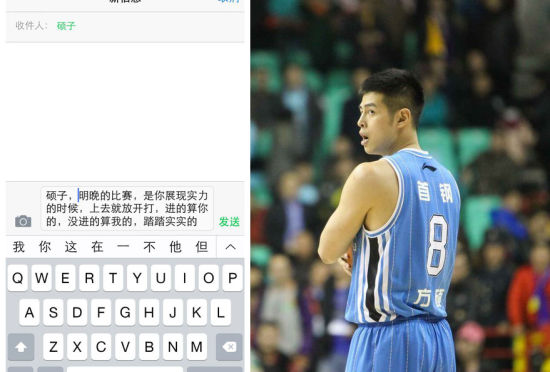 新信息
取消
收件人： 硕子
硕子，明晚的比赛，是你展现实力
的时候，上去就放开打，进的算你
的，没进的算我的，踏踏实实的
发送
我 你 这 在 一 不 他 但
Q W E R T Y U I O P
A S D F G H J K L
Z X C V B N M
首 钢
8
方硕